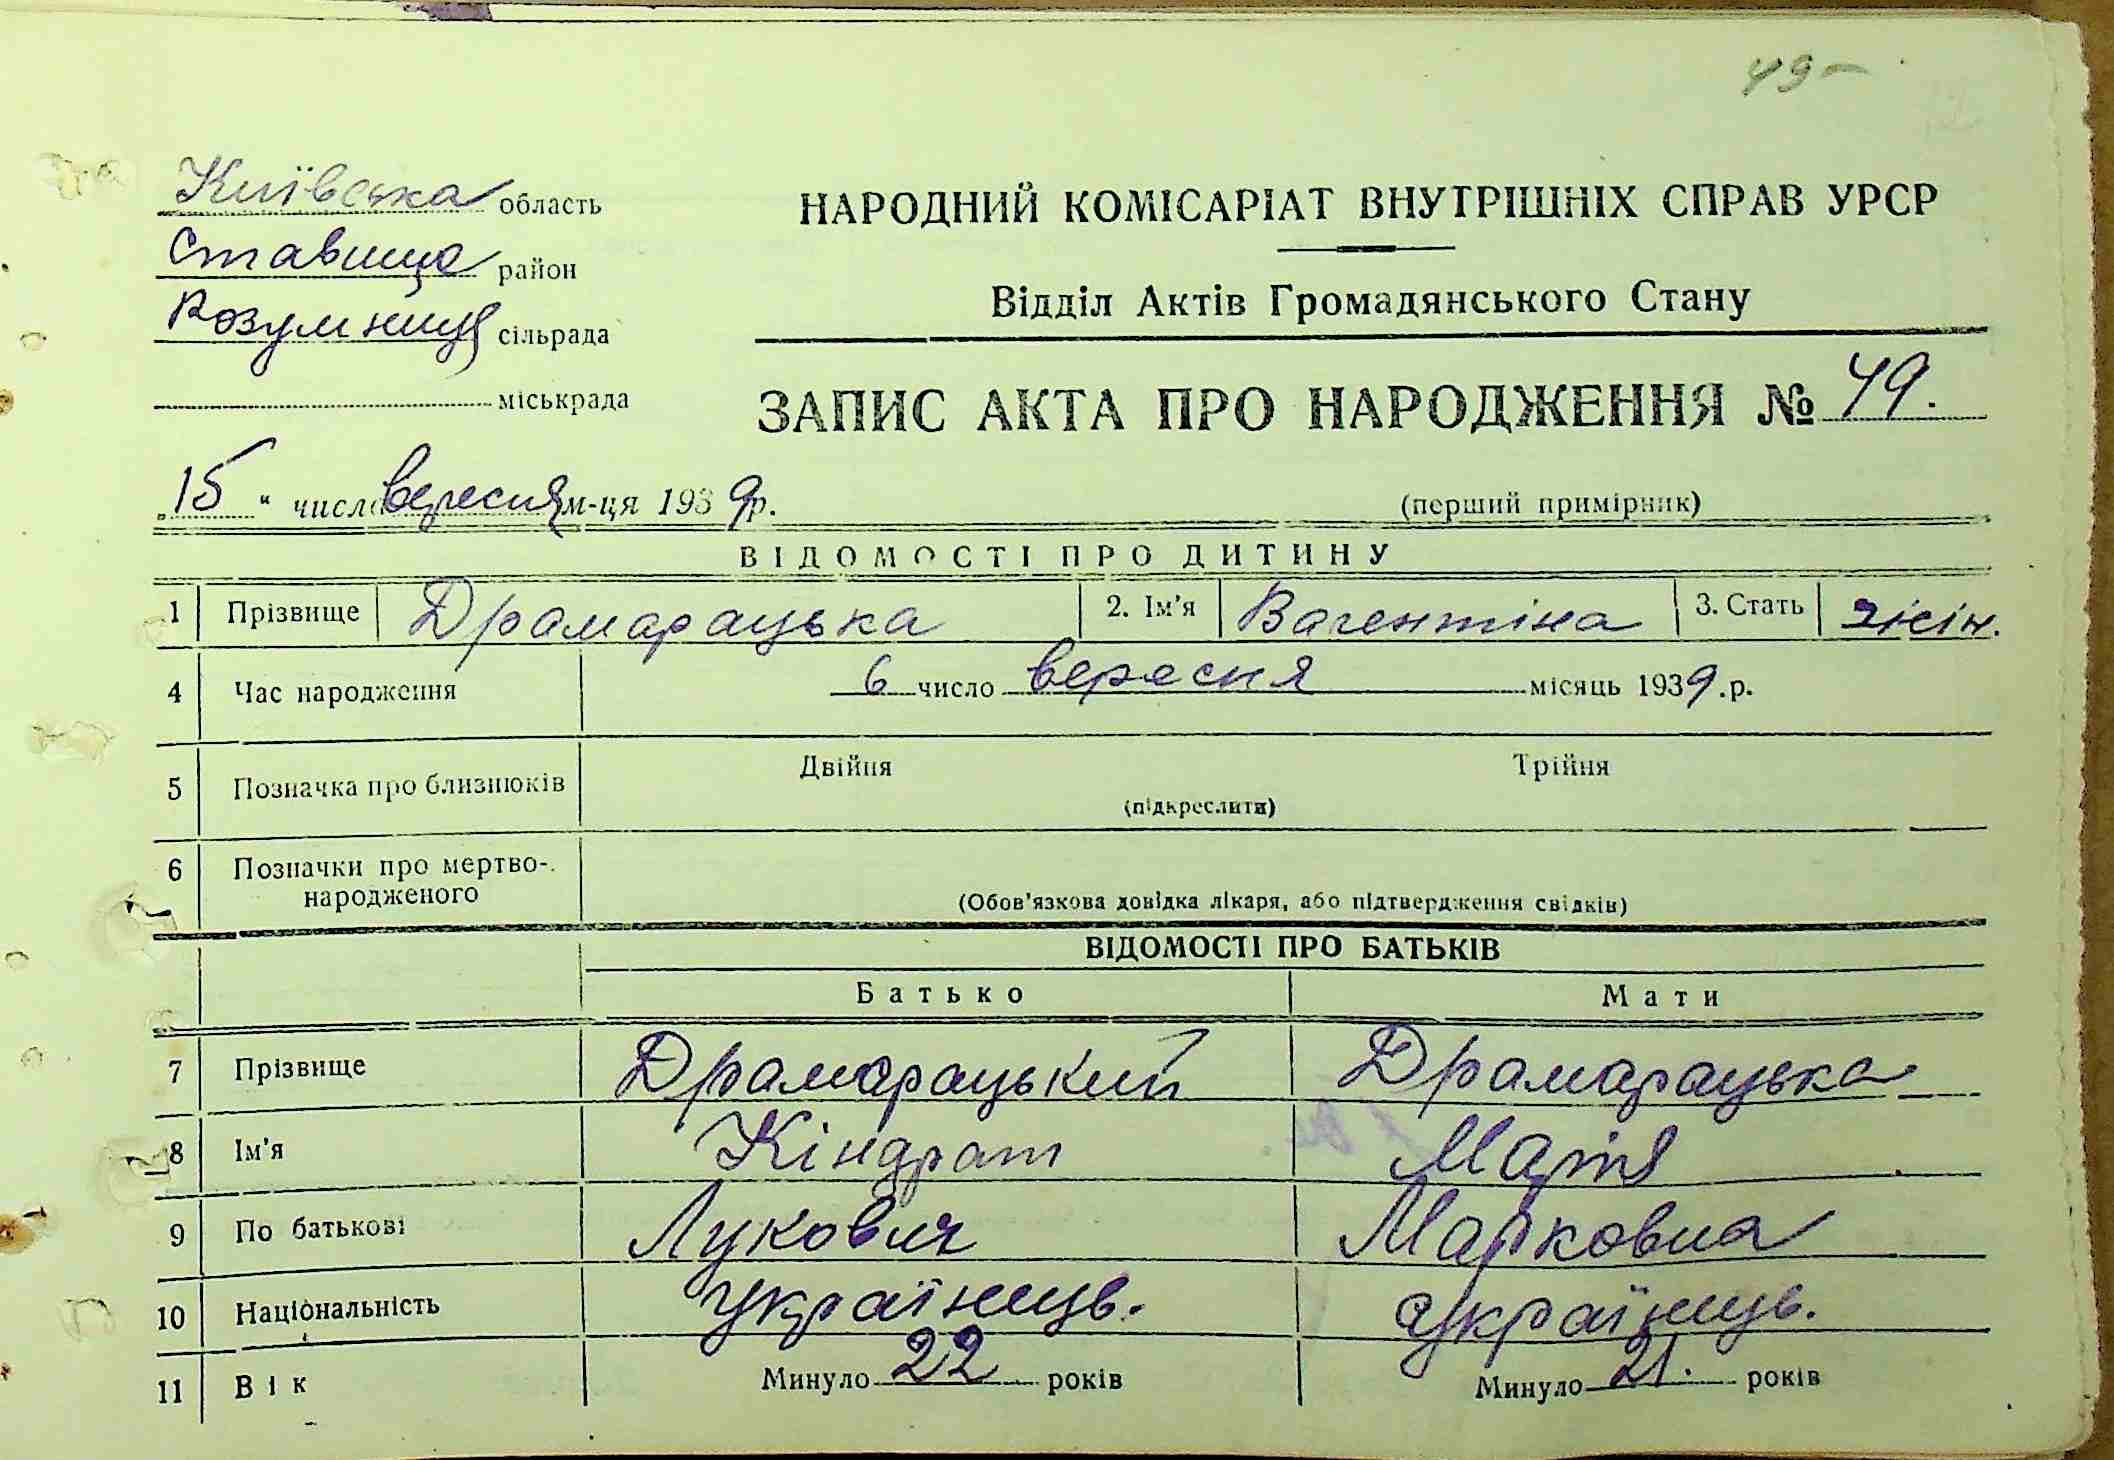 49-
Київська область
Ставище район
Розумниця сільрада
міськрада
НАРОДНИЙ КОМІСАРІАТ ВНУТРІШНІХ СПРАВ УРСР
Відділ Актів Громадянського Стану
ЗАПИС АКТА ПРО НАРОДЖЕННЯ № 49.
„15" числа вересня м-ця 1939 р.
(перший примірник)
ВІДОМОСТІ ПРО ДИТИНУ
1 Прізвище Драмарацька 2. Ім'я Валентіна 3. Стать жін.
4 Час народження 6 число вересня місяць 1939.р.
5 Позначка про близнюків Двійня Трійня
(підкреслити)
6 Позначки про мертво-
народженого
(Обов'язкова довідка лікаря, або підтвердження свідків)
ВІДОМОСТІ ПРО БАТЬКІВ
Батько Мати
7 Прізвище Драмарацький Драмарацька
8 Ім'я Кіндрат Марія
9 По батькові Лукович Марковна
10 Національність українць. українць.
11 Вік Минуло 22 років Минуло 21. років